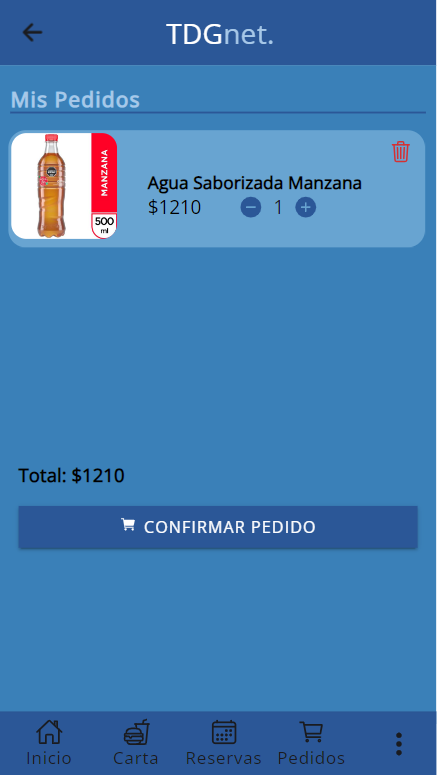 TDGnet.
Mis Pedidos
MANZANA
500
ml
Agua Saborizada Manzana
$1210
1
Total: $1210
CONFIRMAR PEDIDO
Inicio
Carta
Reservas
Pedidos